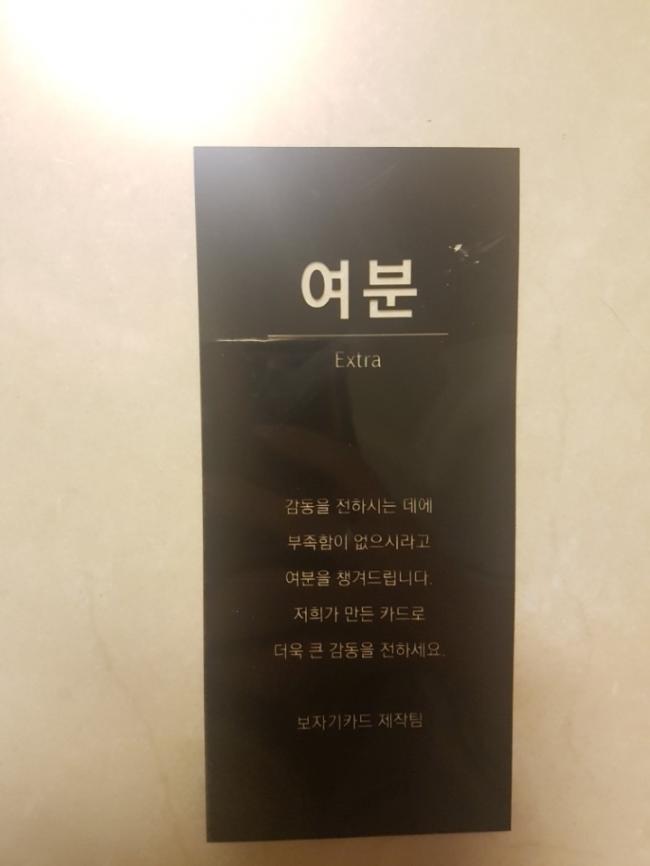 여분
Extra
감동을 전하시는 데에
부족함이 없으시라고
여분을 챙겨드립니다.
저희가 만든 카드로
더욱 큰 감동을 전하세요.
보자기카드 제작팀